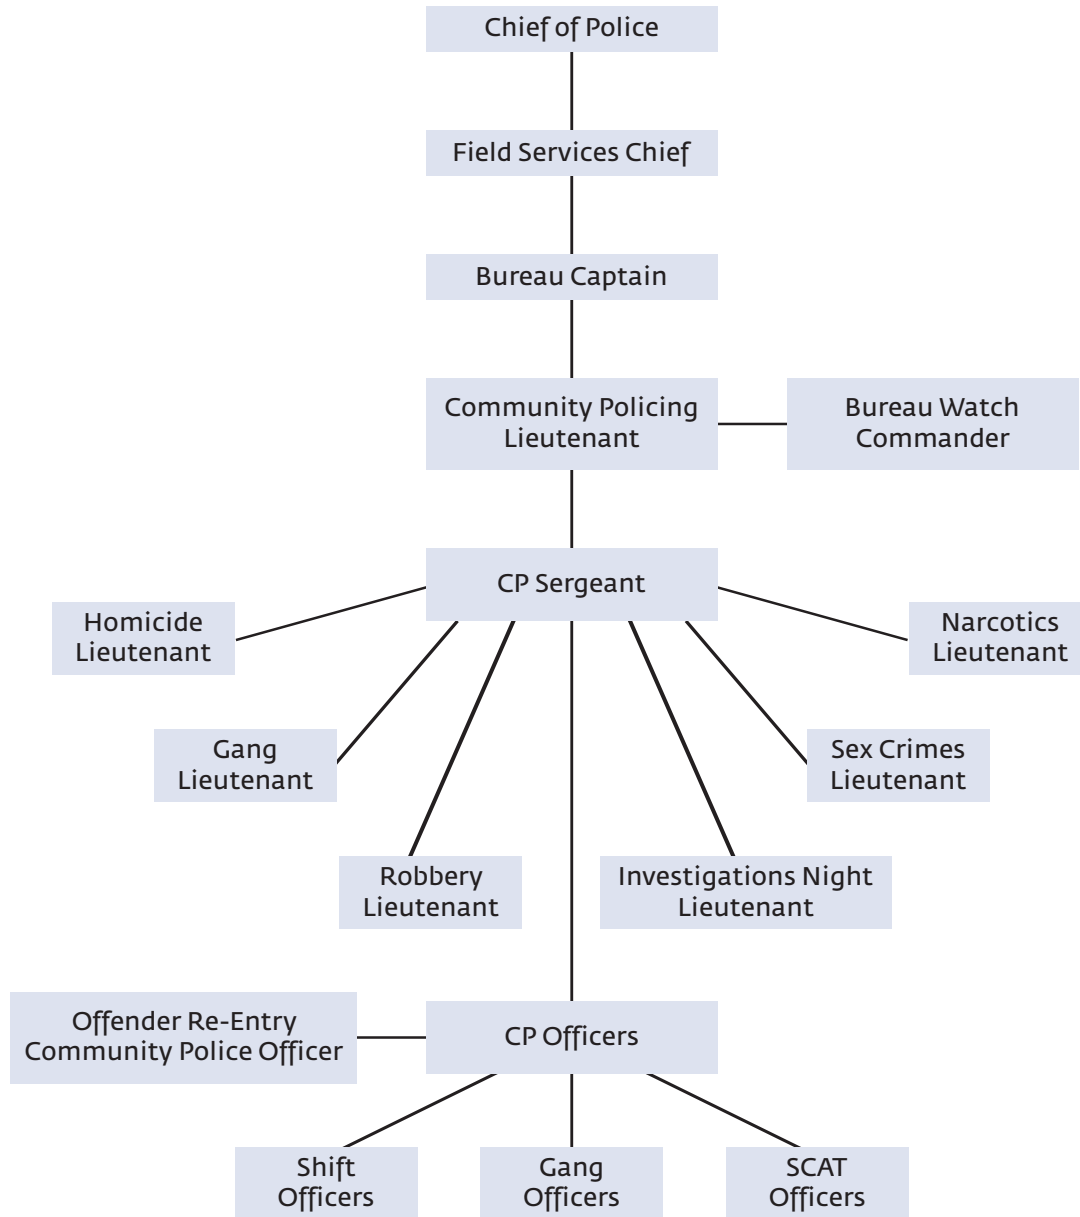 Chief of Police
Field Services Chief
Bureau Captain
Community Policing
Lieutenant
Bureau Watch
Commander
CP Sergeant
Homicide
Lieutenant
Narcotics
Lieutenant
Gang
Lieutenant
Sex Crimes
Lieutenant
Robbery
Lieutenant
Investigations Night
Lieutenant
Offender Re-Entry
Community Police Officer
CP Officers
Shift
Officers
Gang
Officers
SCAT
Officers